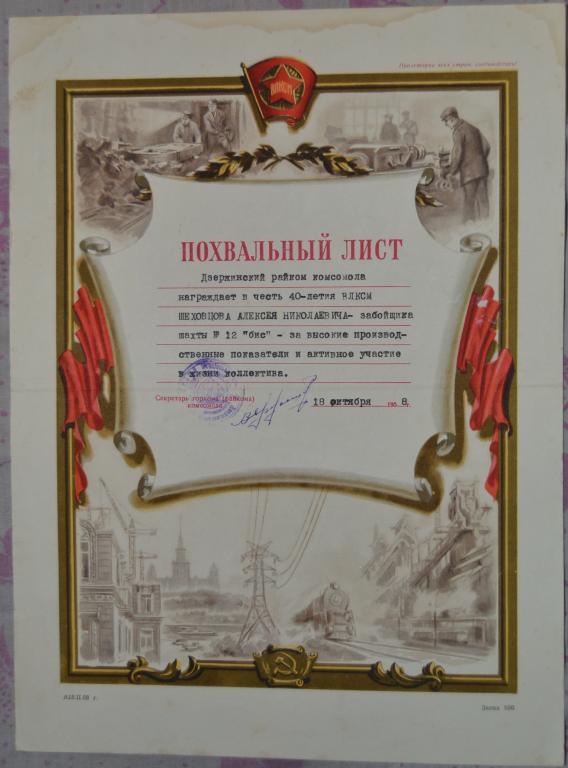 Пролетарии всех стран, соединяйтесь!
ВЛКСМ
ПОХВАЛЬНЫЙ ЛИСТ
Дзержинский райком комсомола
награждает в честь 40-летия ВЛКСМ
ШЕХОВЦОВА АЛЕКСЕЯ НИКОЛАЕВИЧА- забойщика
шахты № 12 "бис" - за высокие производ-
ственные показатели и активное участие
в жизни коллектива.
Секретарь горкома (райкома)
комсомола
18 октября 195 8 г.
Заказ